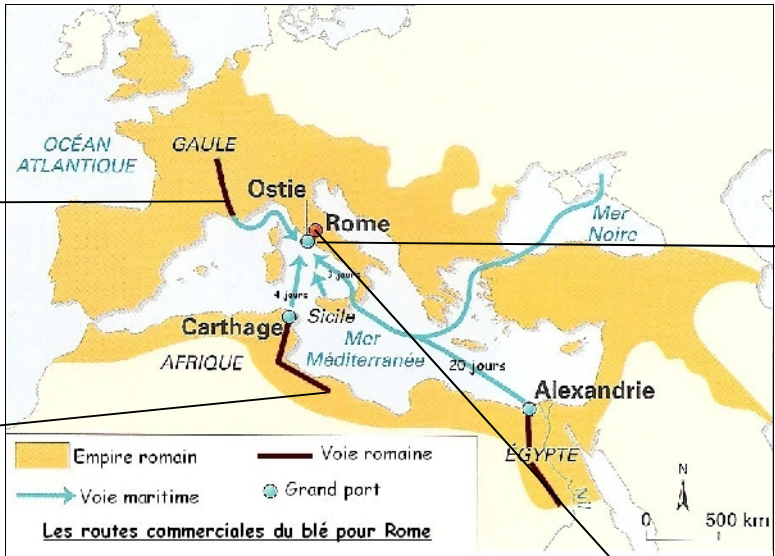 OCÉAN
ATLANTIQUE
GAULE
Ostie
Rome
Mer
Noire
3 jours
4 jours
Sicile
Carthage
Mer
Méditerranée
AFRIQUE
20 jours
Alexandrie
ÉGYPTE
Nil
Empire romain
Voie romaine
Voie maritime
Grand port
Les routes commerciales du blé pour Rome
N
0 500 km